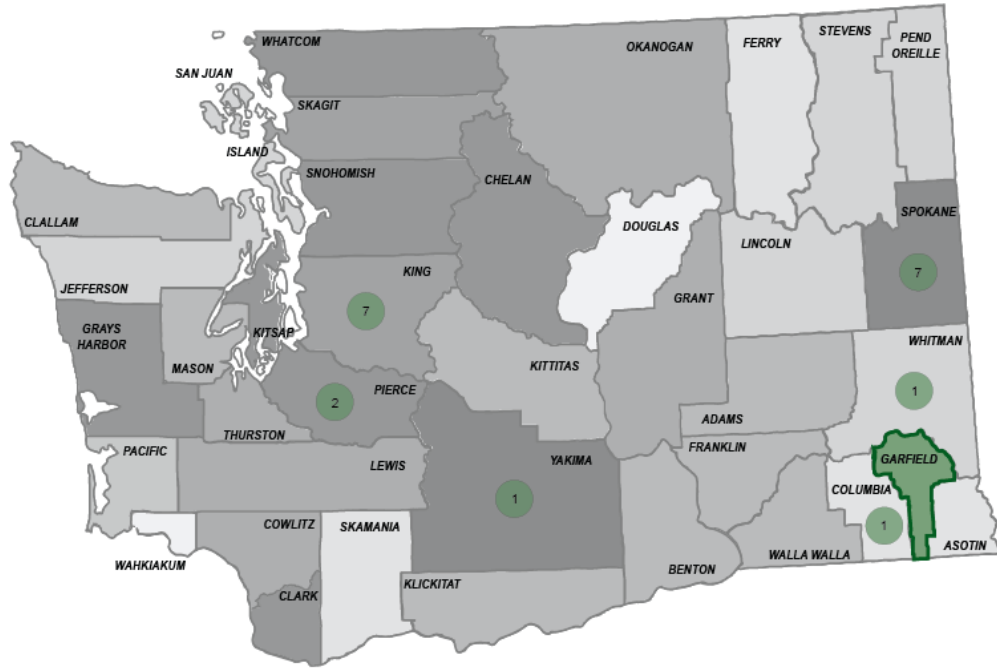 WHATCOM
OKANOGAN
FERRY
STEVENS
PEND
OREILLE
SAN JUAN
SKAGIT
ISLAND
SNOHOMISH
CHELAN
CLALLAM
DOUGLAS
SPOKANE
LINCOLN
7
JEFFERSON
KING
GRANT
7
GRAYS
HARBOR
KITSAP
WHITMAN
MASON
KITTITAS
PIERCE
1
2
ADAMS
THURSTON
FRANKLIN
PACIFIC
LEWIS
YAKIMA
GARFIELD
COLUMBIA
1
COWLITZ
SKAMANIA
1
ASOTIN
WAHKIAKUM
WALLA WALLA
BENTON
KLICKITAT
CLARK